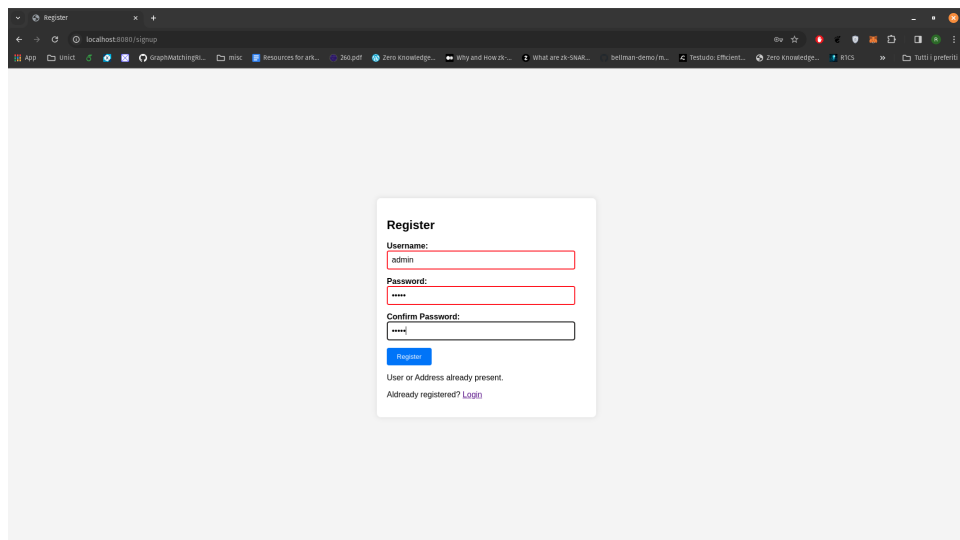 Register
localhost:8080/signup
App Unict GraphMatchingRi... misc Resources for ark... 260.pdf Zero Knowledge... Why and How zk-... What are zk-SNAR... bellman-demo/m... Testudo: Efficient... Zero Knowledge... R1CS » Tutti i preferiti
Register
Username:
admin
Password:
•••••
Confirm Password:
•••••
Register
User or Address already present.
Aldready registered? Login